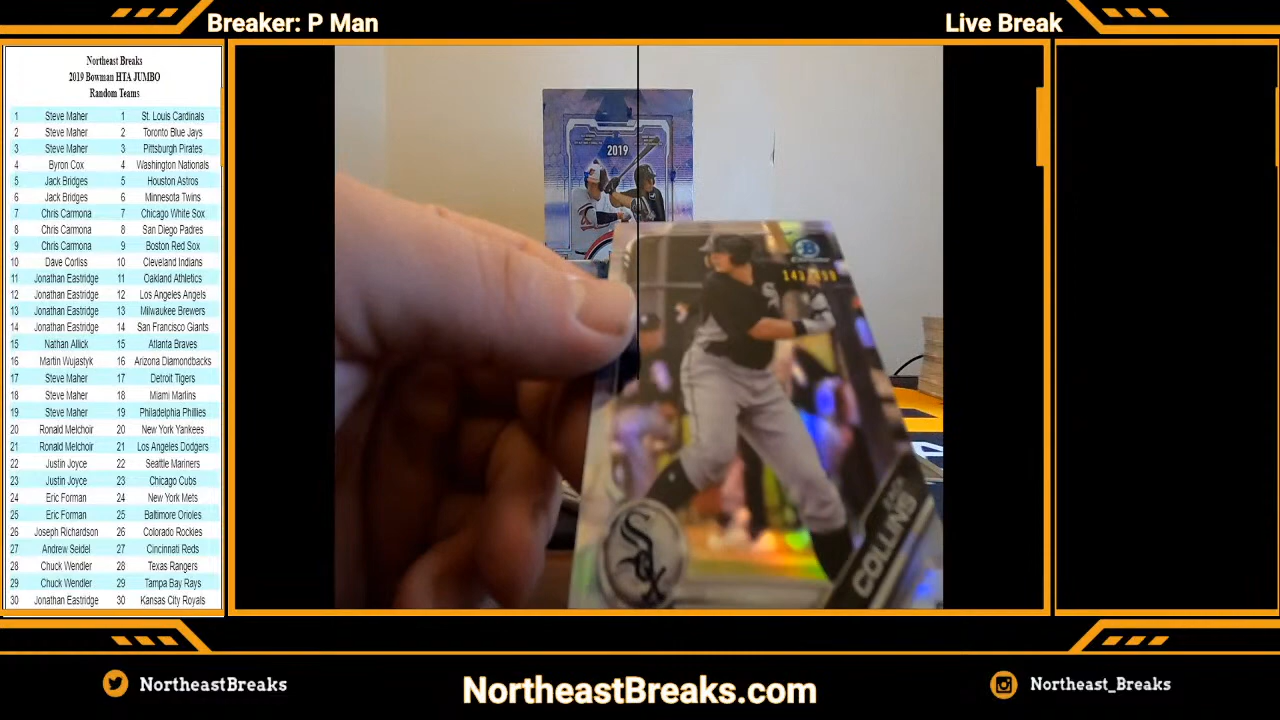 Breaker: P Man
Live Break
Northeast Breaks
2019 Bowman HTA JUMBO
Random Teams
1 Steve Maher 1 St. Louis Cardinals
2 Steve Maher 2 Toronto Blue Jays
3 Steve Maher 3 Pittsburgh Pirates
4 Byron Cox 4 Washington Nationals
5 Jack Bridges 5 Houston Astros
6 Jack Bridges 6 Minnesota Twins
7 Chris Carmona 7 Chicago White Sox
8 Chris Carmona 8 San Diego Padres
9 Chris Carmona 9 Boston Red Sox
10 Dave Corliss 10 Cleveland Indians
11 Jonathan Eastridge 11 Oakland Athletics
12 Jonathan Eastridge 12 Los Angeles Angels
13 Jonathan Eastridge 13 Milwaukee Brewers
14 Jonathan Eastridge 14 San Francisco Giants
15 Nathan Allick 15 Atlanta Braves
16 Martin Wujastyk 16 Arizona Diamondbacks
17 Steve Maher 17 Detroit Tigers
18 Steve Maher 18 Miami Marlins
19 Steve Maher 19 Philadelphia Phillies
20 Ronald Melchoir 20 New York Yankees
21 Ronald Melchoir 21 Los Angeles Dodgers
22 Justin Joyce 22 Seattle Mariners
23 Justin Joyce 23 Chicago Cubs
24 Eric Forman 24 New York Mets
25 Eric Forman 25 Baltimore Orioles
26 Joseph Richardson 26 Colorado Rockies
27 Andrew Seidel 27 Cincinnati Reds
28 Chuck Wendler 28 Texas Rangers
29 Chuck Wendler 29 Tampa Bay Rays
30 Jonathan Eastridge 30 Kansas City Royals
2019
COLLINS
Sox
NortheastBreaks
NortheastBreaks.com
Northeast_Breaks